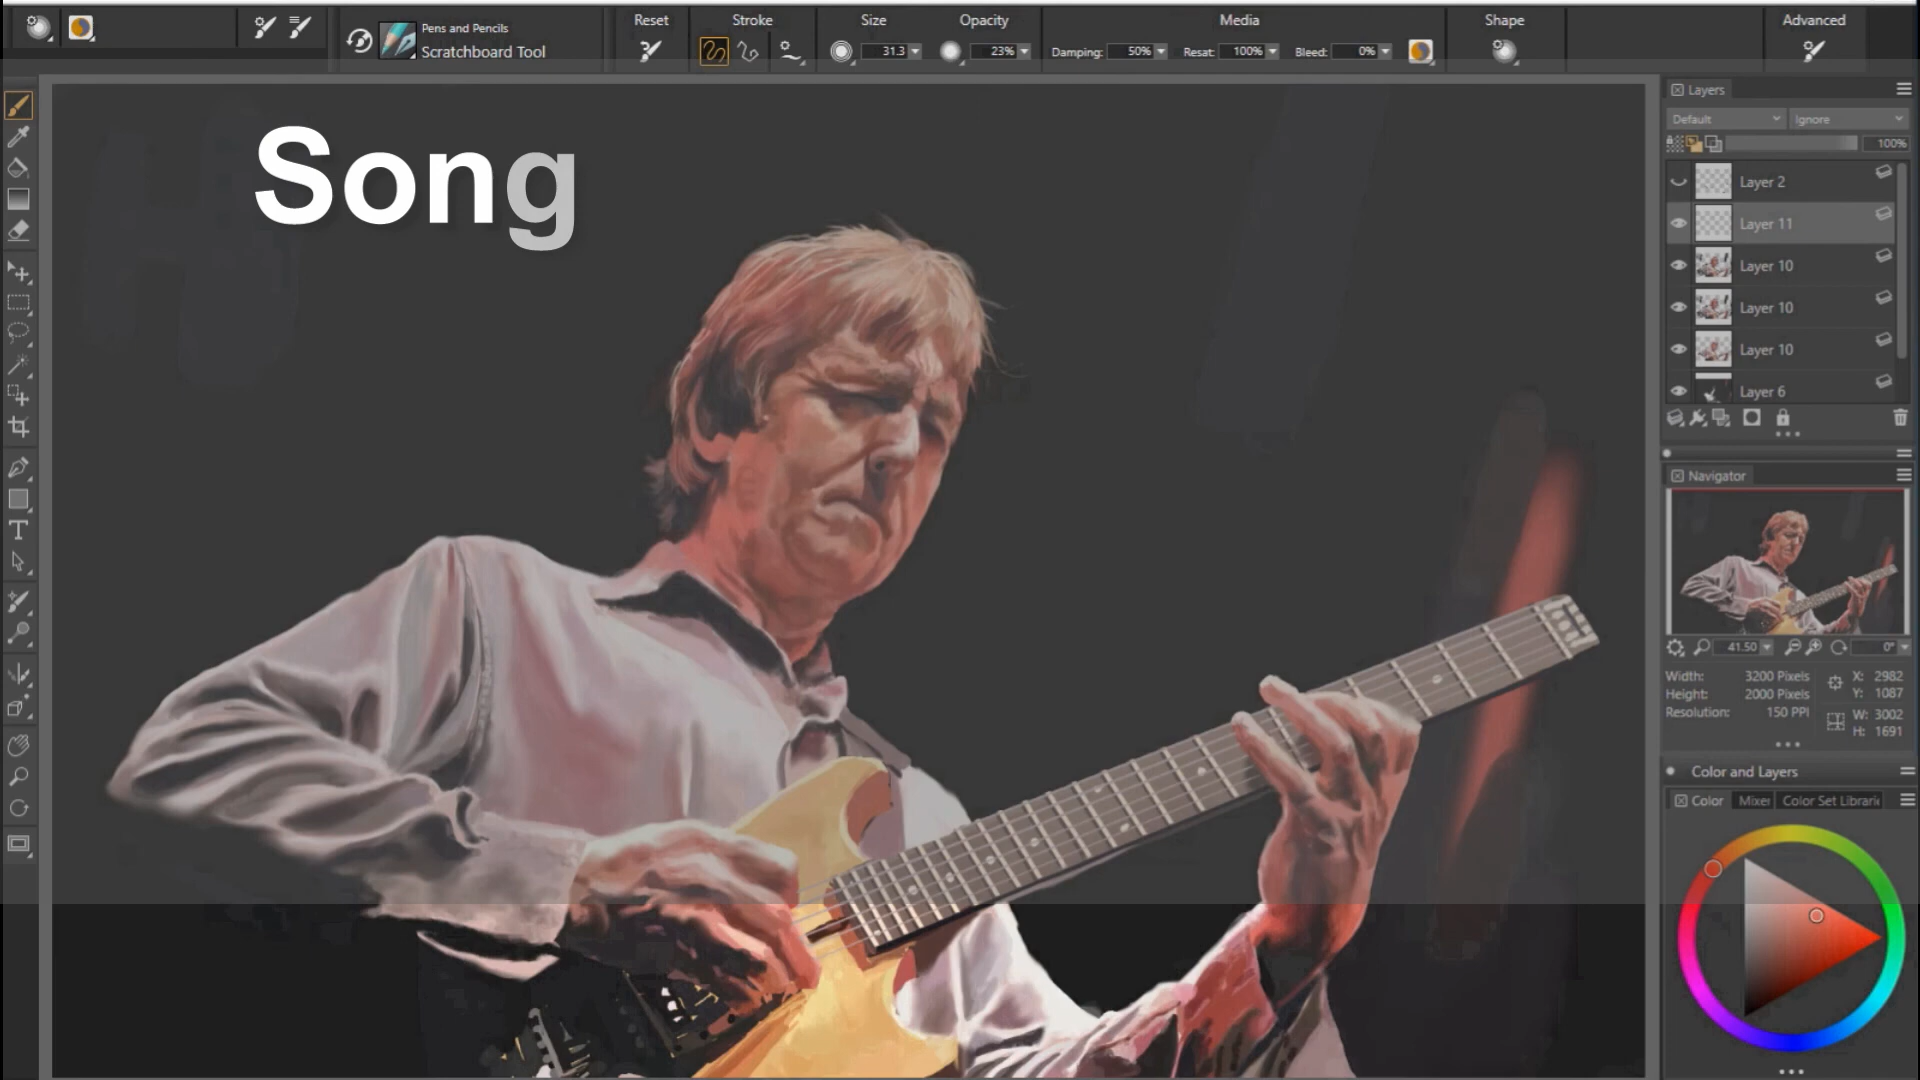 Reset
Stroke
Size
Opacity
Media
Shape
Advanced
Pens and Pencils
Scratchboard Tool
31.3
23%
Damping: 50%
Resat: 100%
Bleed: 0%
Song
Layers
Default
Ignore
100%
Layer 2
Layer 11
Layer 10
Layer 10
Layer 10
Layer 6
Navigator
41.50
0°
Width: 3200 Pixels
Height: 2000 Pixels
Resolution: 150 PPI
X: 2982
Y: 1087
W: 3002
H: 1691
Color and Layers
Color
Mixer
Color Set Librari